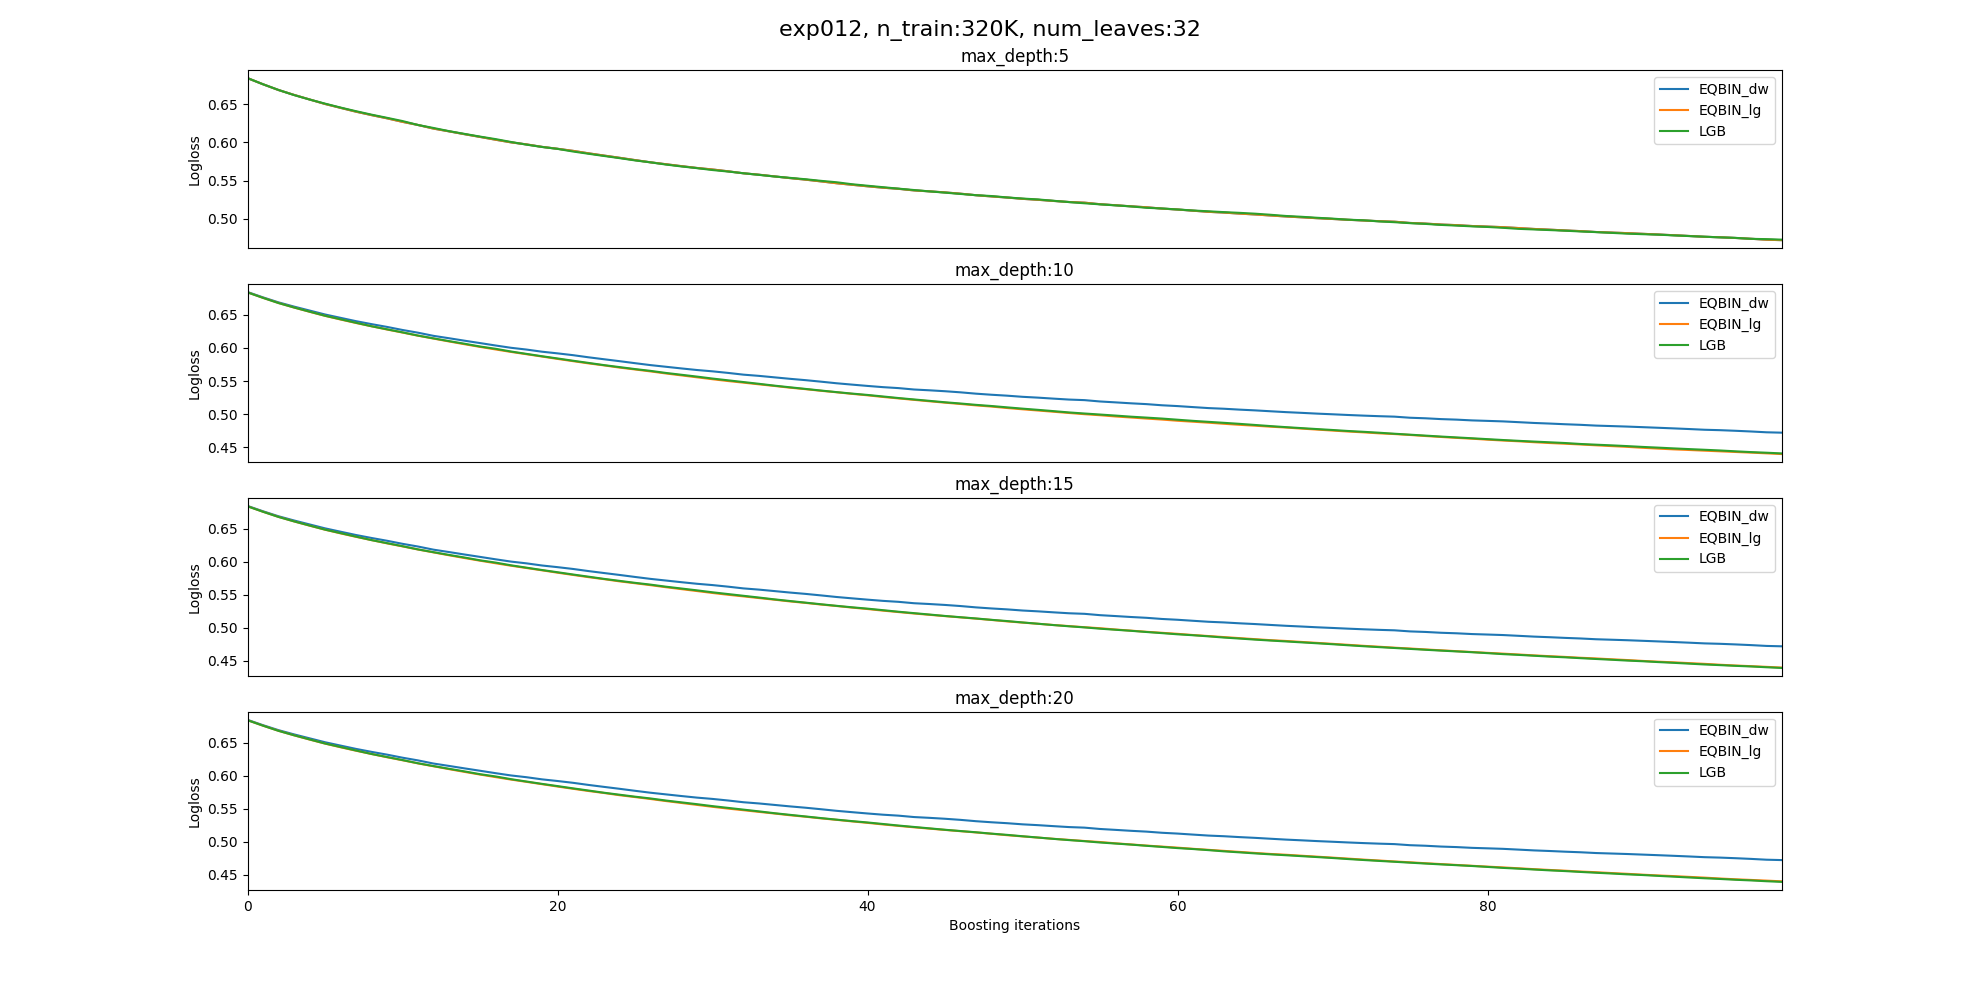 exp012, n_train:320K, num_leaves:32
max_depth:5
0.65
0.60
0.55
0.50
Logloss
EQBIN_dw
EQBIN_lg
LGB
max_depth:10
0.65
0.60
0.55
0.50
0.45
Logloss
EQBIN_dw
EQBIN_lg
LGB
max_depth:15
0.65
0.60
0.55
0.50
0.45
Logloss
EQBIN_dw
EQBIN_lg
LGB
max_depth:20
0.65
0.60
0.55
0.50
0.45
Logloss
EQBIN_dw
EQBIN_lg
LGB
0 20 40 60 80
Boosting iterations